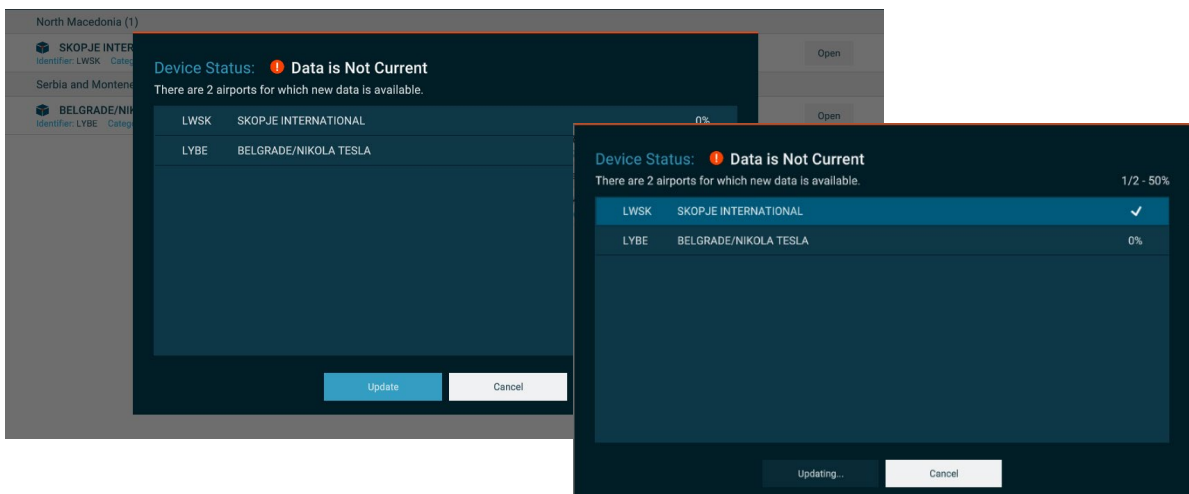 North Macedonia (1)
SKOPJE INTER
Identifier: LWSK Categ
Open
Serbia and Montene
BELGRADE/NIK
Identifier: LYBE Catego
Open
Device Status: Data is Not Current
There are 2 airports for which new data is available.
LWSK SKOPJE INTERNATIONAL 0%
LYBE BELGRADE/NIKOLA TESLA
Update Cancel
Device Status: Data is Not Current
There are 2 airports for which new data is available. 1/2 - 50%
LWSK SKOPJE INTERNATIONAL
LYBE BELGRADE/NIKOLA TESLA 0%
Updating... Cancel